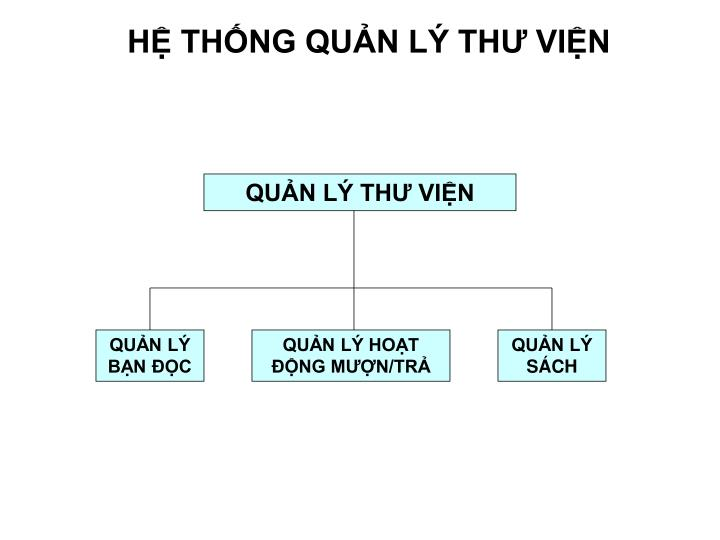 HỆ THỐNG QUẢN LÝ THƯ VIỆN
QUẢN LÝ THƯ VIỆN
QUẢN LÝ
BẠN ĐỌC
QUẢN LÝ HOẠT
ĐỘNG MƯỢN/TRẢ
QUẢN LÝ
SÁCH